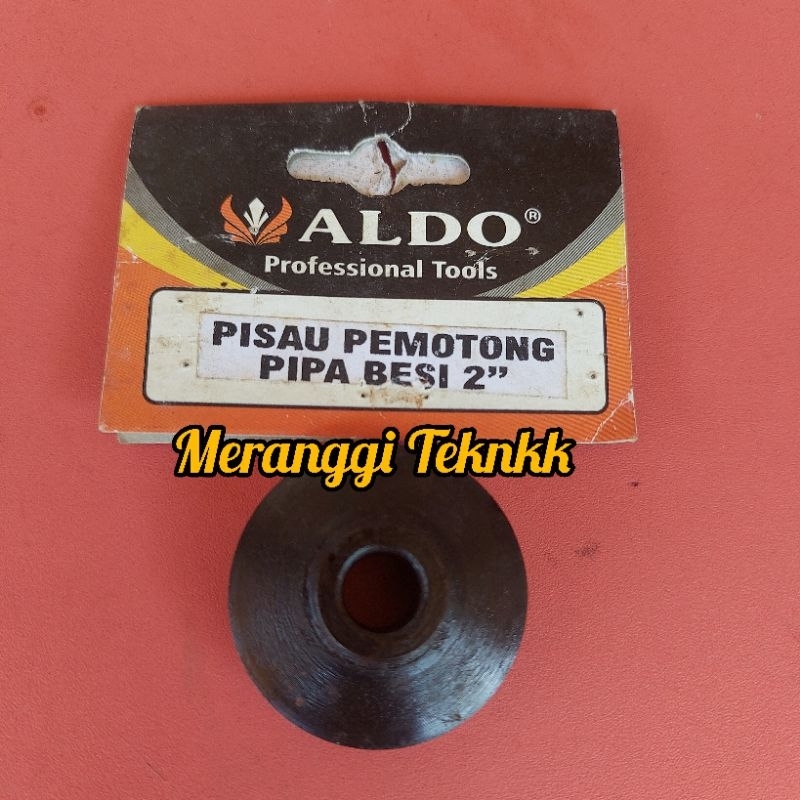 ALDO®
Professional Tools
PISAU PEMOTONG
PIPA BESI 2”
Meranggi Teknkk